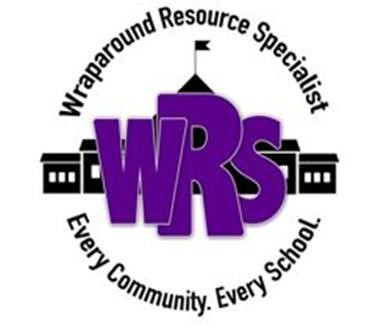 Wraparound Resource Specialist
WRS
Every Community. Every School.